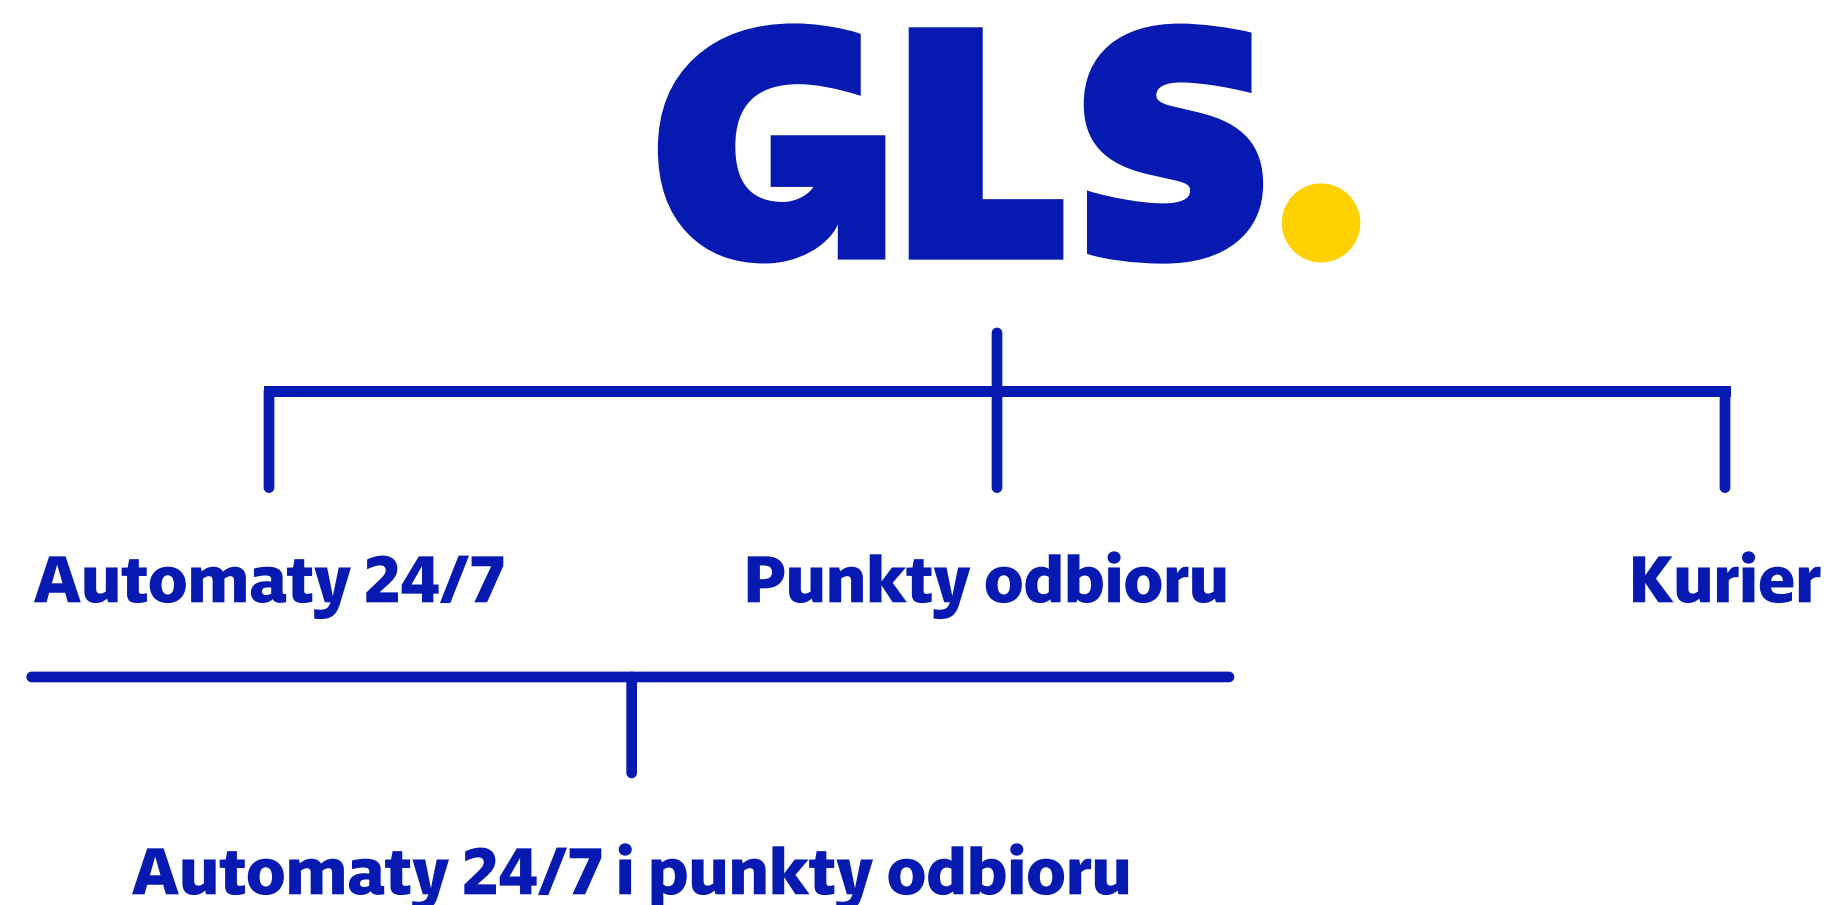 GLS.
Automaty 24/7
Punkty odbioru
Kurier
Automaty 24/7 i punkty odbioru